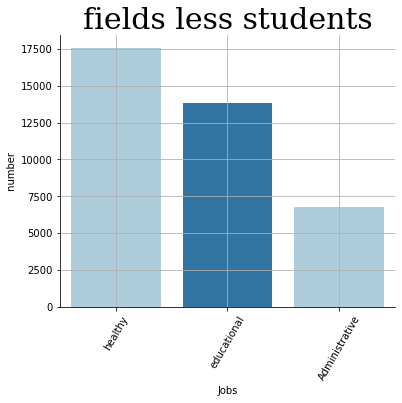 fields less students
17500
15000
12500
10000
7500
5000
2500
0
number
healthy
educational
Administrative
Jobs